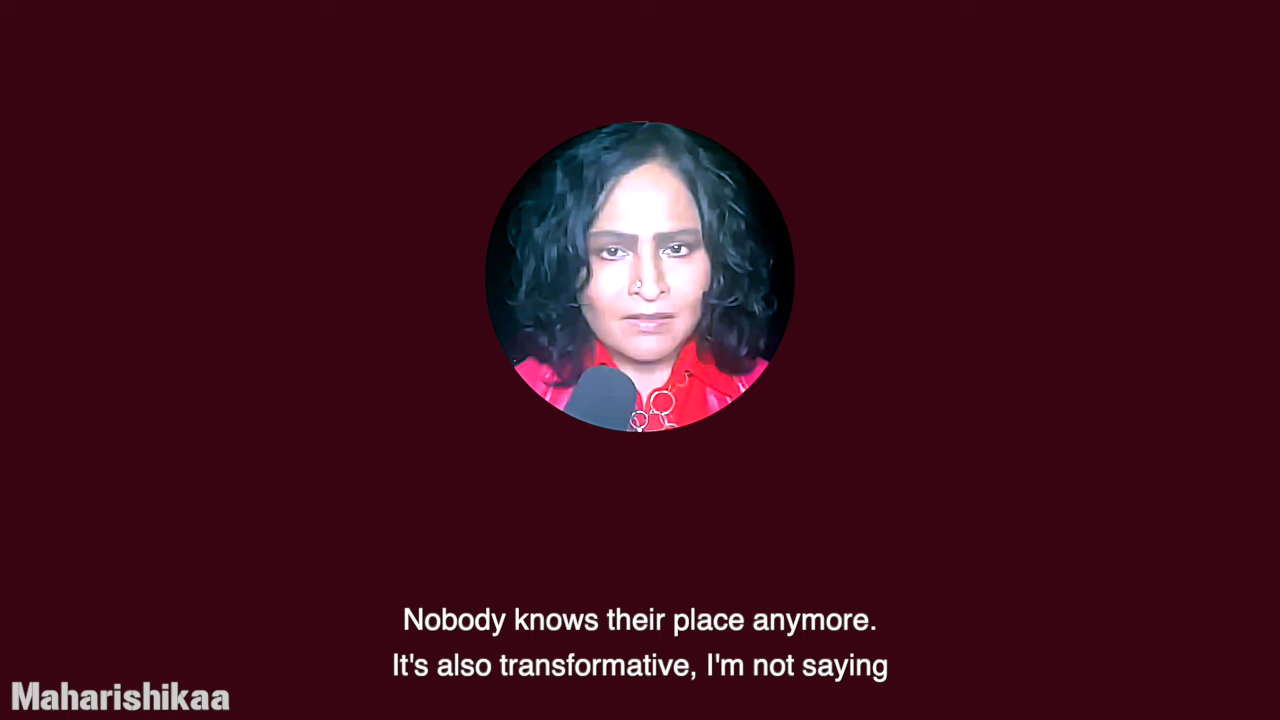 Nobody knows their place anymore.
It's also transformative, I'm not saying
Maharishikaa